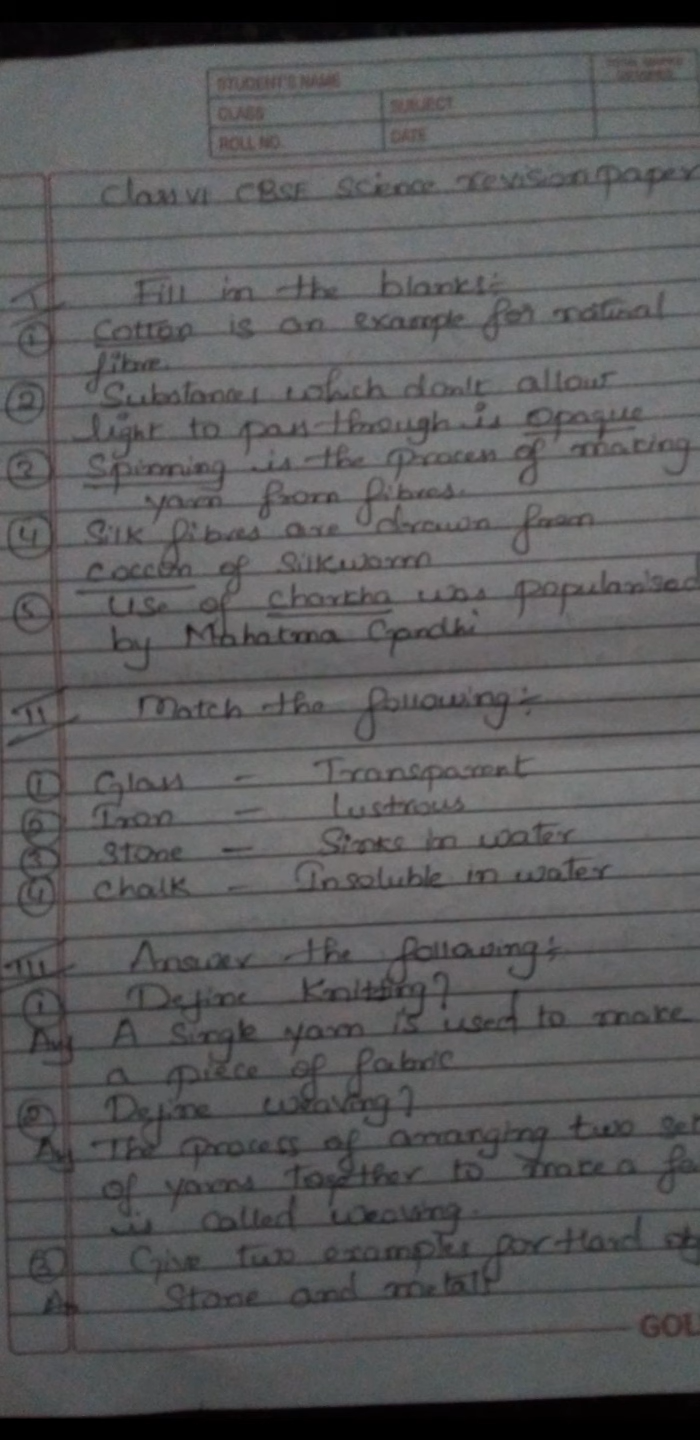 STUDENT'S NAME
TOTAL MARKS
CLASS SUBJECT
ROLL NO. DATE
Class VI CBSE Science revision paper
I Fill in the blanks:-
① Cotton is an example for natural
fibre.
② Substances which don't allow
light to pass through is opaque
③ Spinning is the process of making
yarn from fibres.
④ Silk fibres are drawn from
coccon of silkworm
⑤ Use of charkha was popularised
by Mahatma Gandhi
II Match the following:-
① Glass - Transparent
② Iron - lustrous
③ Stone - Sinks in water
④ Chalk - Insoluble in water
III Answer the following:-
① Define Knitting?
Ans A Single yarn is used to make
a piece of fabric
② Define weaving?
A The process of arranging two set
of yarns together to make a fa
is called weaving.
③ Give two examples for Hard ob
A Stone and metal
GOL